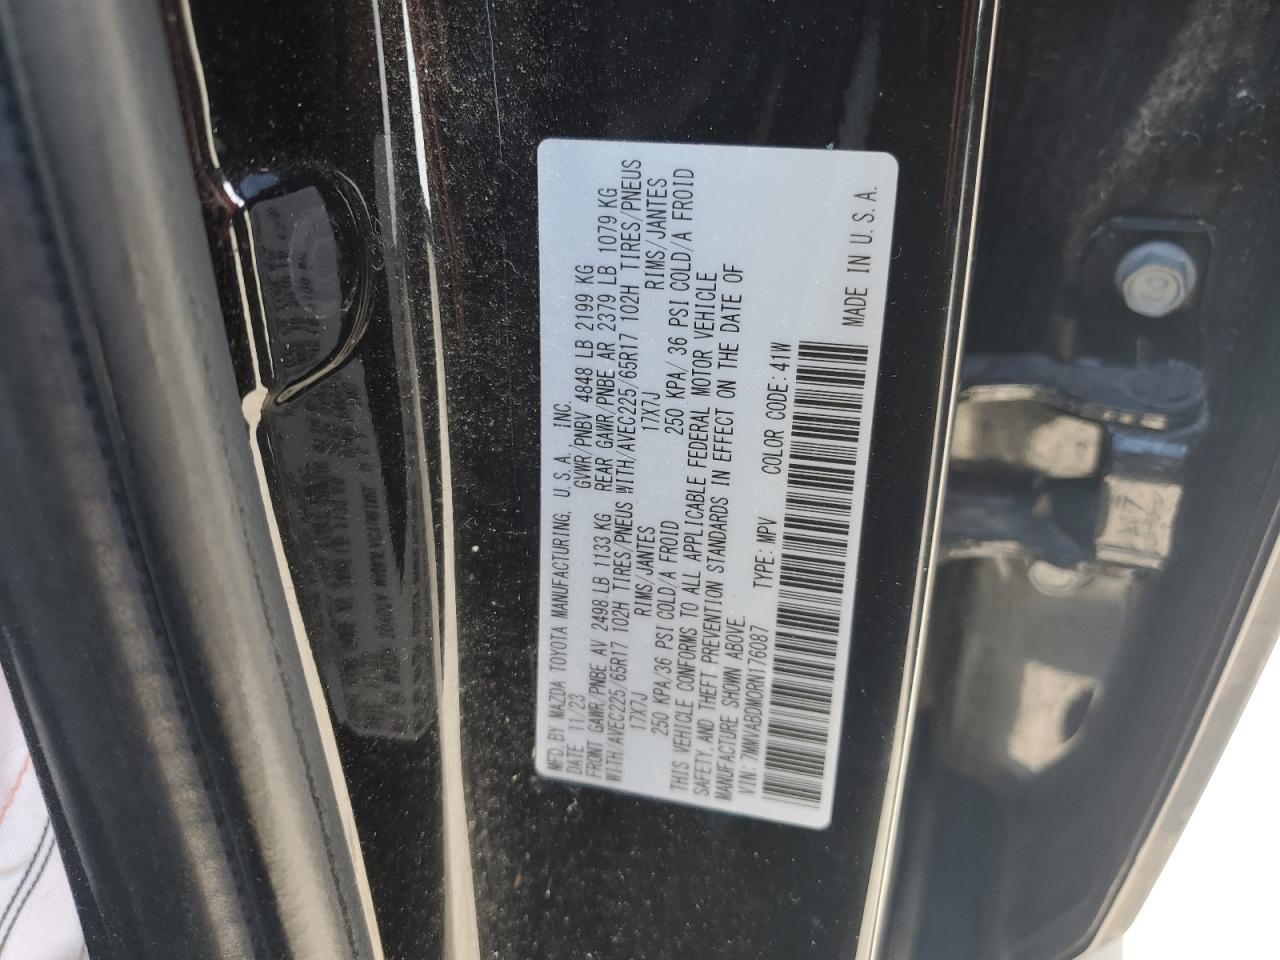 MFD. BY MAZDA TOYOTA MANUFACTURING, U.S.A., INC.
DATE 11/23 GVWR/PNBV 4848 LB 2199 KG
FRONT GAWR/PNBE AV 2498 LB 1133 KG REAR GAWR/PNBE AR 2379 LB 1079 KG
WITH/AVEC225/65R17 102H TIRES/PNEUS WITH/AVEC225/65R17 102H TIRES/PNEUS
17X7J RIMS/JANTES 17X7J RIMS/JANTES
250 KPA/36 PSI COLD/A FROID 250 KPA/ 36 PSI COLD/A FROID
THIS VEHICLE CONFORMS TO ALL APPLICABLE FEDERAL MOTOR VEHICLE
SAFETY, AND THEFT PREVENTION STANDARDS IN EFFECT ON THE DATE OF
MANUFACTURE SHOWN ABOVE.
VIN: 7MMVABDM0RN176087 TYPE: MPV COLOR CODE: 41W
MADE IN U.S.A.